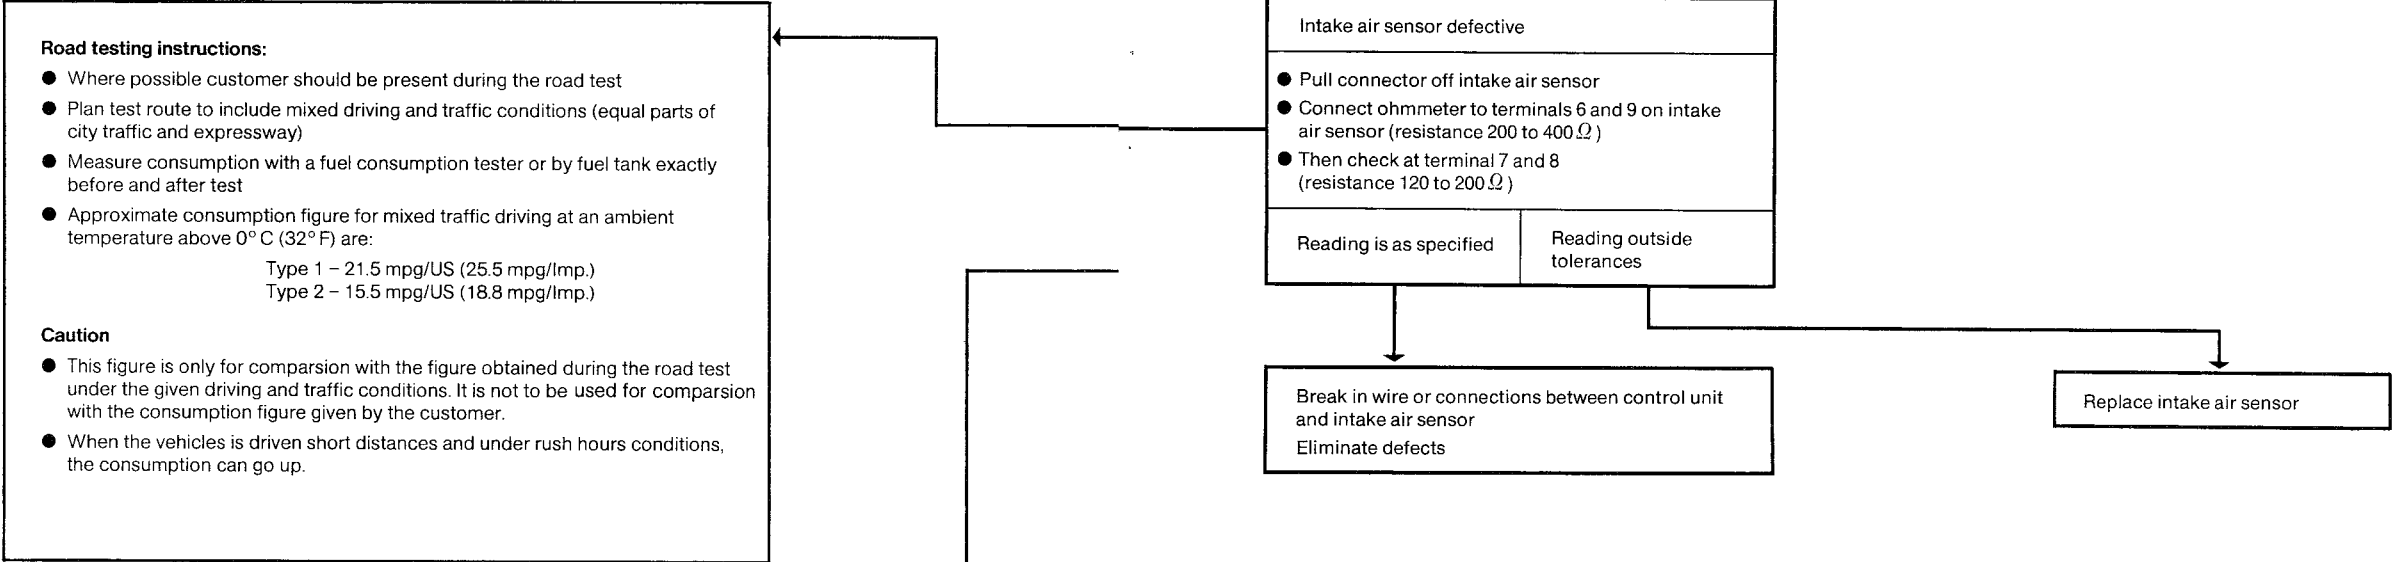 Road testing instructions:
● Where possible customer should be present during the road test
● Plan test route to include mixed driving and traffic conditions (equal parts of
city traffic and expressway)
● Measure consumption with a fuel consumption tester or by fuel tank exactly
before and after test
● Approximate consumption figure for mixed traffic driving at an ambient
temperature above 0° C (32° F) are:
Type 1 – 21.5 mpg/US (25.5 mpg/Imp.)
Type 2 – 15.5 mpg/US (18.8 mpg/Imp.)
Caution
● This figure is only for comparsion with the figure obtained during the road test
under the given driving and traffic conditions. It is not to be used for comparsion
with the consumption figure given by the customer.
● When the vehicles is driven short distances and under rush hours conditions,
the consumption can go up.
Intake air sensor defective
● Pull connector off intake air sensor
● Connect ohmmeter to terminals 6 and 9 on intake
air sensor (resistance 200 to 400 Ω )
● Then check at terminal 7 and 8
(resistance 120 to 200 Ω )
Reading is as specified
Reading outside
tolerances
Break in wire or connections between control unit
and intake air sensor
Eliminate defects
Replace intake air sensor